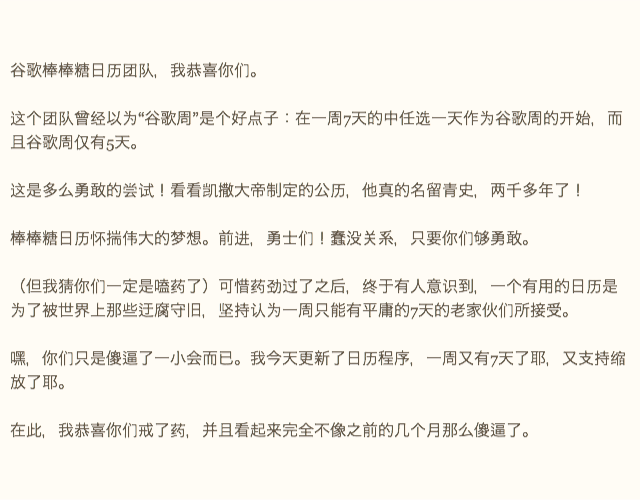 谷歌棒棒糖日历团队，我恭喜你们。
这个团队曾经以为“谷歌周”是个好点子：在一周7天的中任选一天作为谷歌周的开始，而
且谷歌周仅有5天。
这是多么勇敢的尝试！看看凯撒大帝制定的公历，他真的名留青史，两千多年了！
棒棒糖日历怀揣伟大的梦想。前进，勇士们！蠢没关系，只要你们够勇敢。
（但我猜你们一定是嗑药了）可惜药劲过了之后，终于有人意识到，一个有用的日历是
为了被世界上那些迂腐守旧，坚持认为一周只能有平庸的7天的老家伙们所接受。
嘿，你们只是傻逼了一小会而已。我今天更新了日历程序，一周又有7天了耶，又支持缩
放了耶。
在此，我恭喜你们戒了药，并且看起来完全不像之前的几个月那么傻逼了。